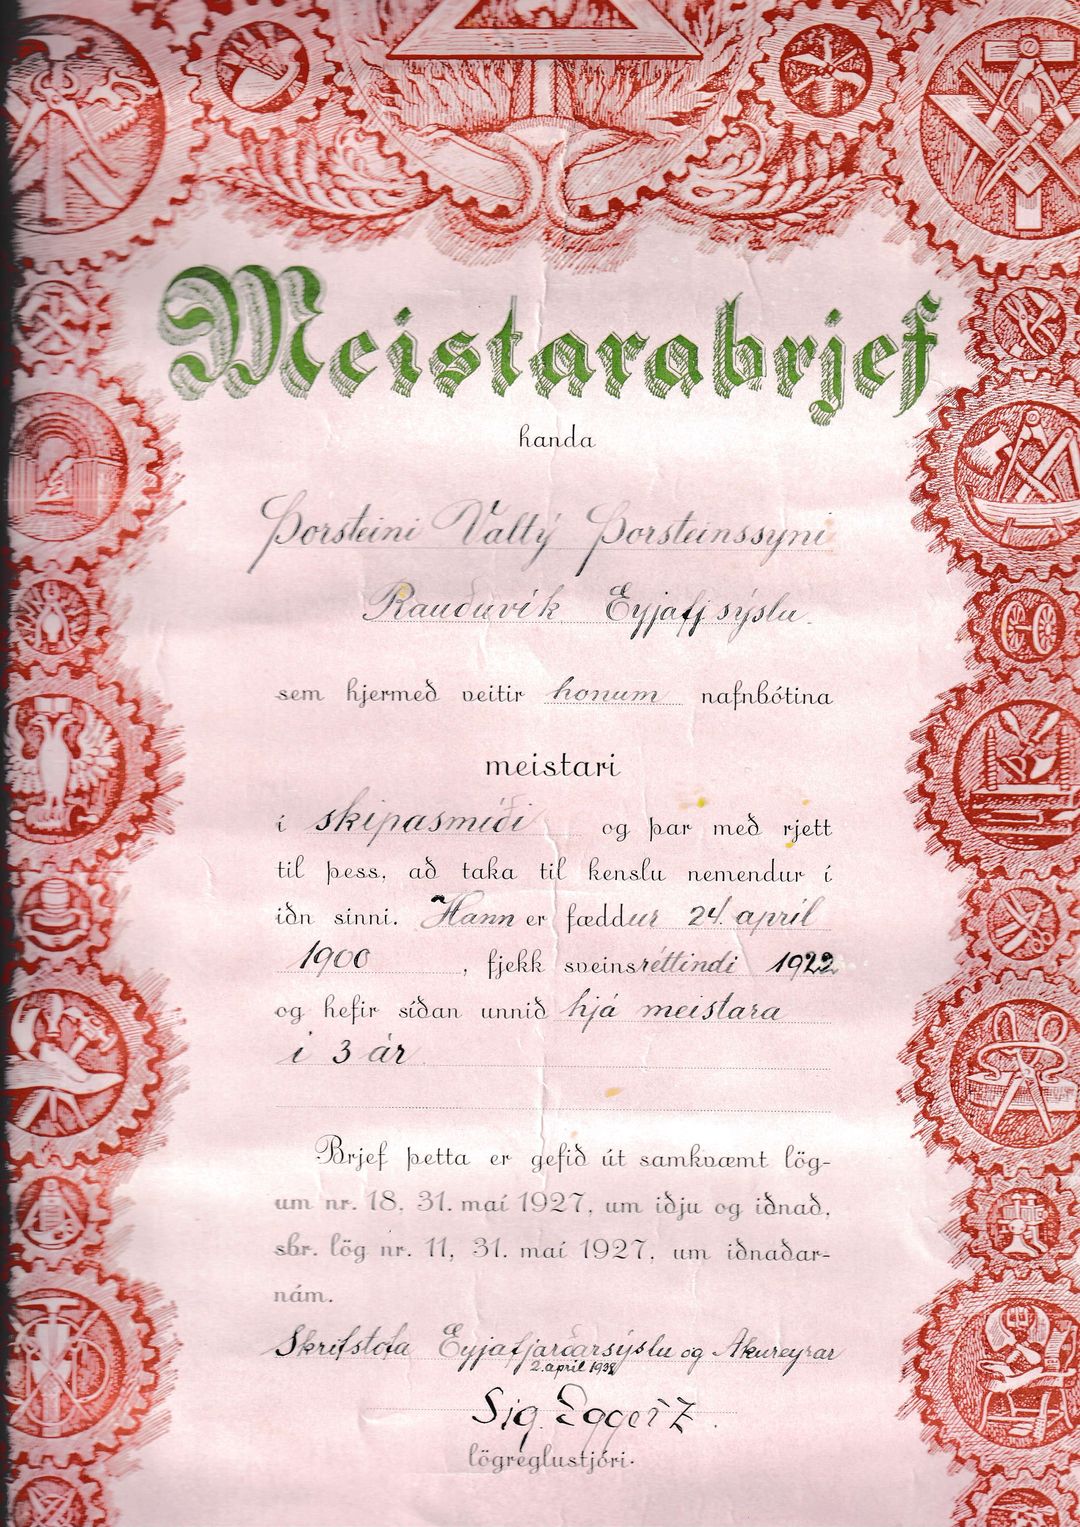 Meistarabrjef
handa
Þorsteini Valtý Þorsteinssyni
Rauðuvík Eyjafj sýslu.
sem hjermeð veitir honum nafnbótina
meistari
í skipasmíði og þar með rjett
til þess, að taka til kenslu nemendur í
iðn sinni. Hann er fæddur 24. apríl
1900, fjekk sveinsréttindi 1922
og hefir síðan unnið hjá meistara
í 3 ár
Brjef þetta er gefið út samkvæmt lög-
um nr. 18, 31. maí 1927, um iðju og iðnað,
sbr. lög nr. 11, 31. maí 1927, um iðnaðar-
nám.
Skrifstofa Eyjafjarðarsýslu og Akureyrar
2. apríl
Sig. Eggerz.
lögreglustjóri.